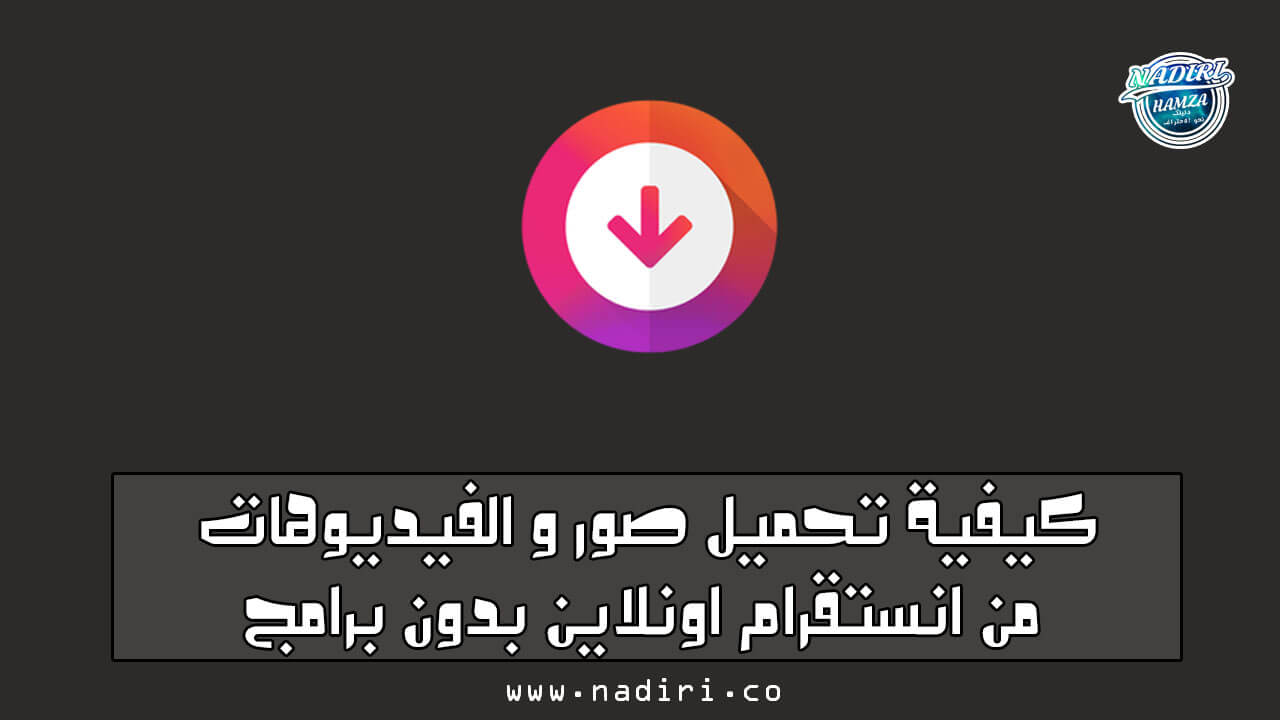 NADIRI
HAMZA
دليلك
نحو الاحتراف
كيفية تحميل صور و الفيديوهات
من انستقرام اونلاين بدون برامج
www.nadiri.co